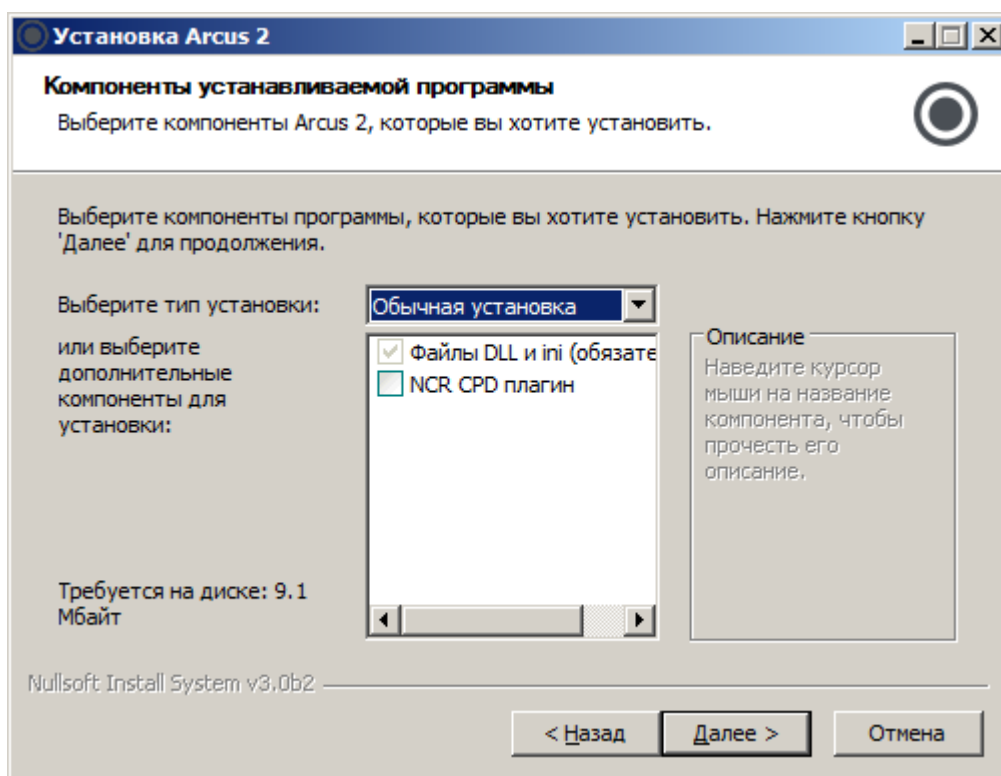 Установка Arcus 2
Компоненты устанавливаемой программы
Выберите компоненты Arcus 2, которые вы хотите установить.
Выберите компоненты программы, которые вы хотите установить. Нажмите кнопку
'Далее' для продолжения.
Выберите тип установки:
Обычная установка
или выберите
дополнительные
компоненты для
установки:
Файлы DLL и ini (обязате
NCR CPD плагин
Описание
Наведите курсор
мыши на название
компонента, чтобы
прочесть его
описание.
Требуется на диске: 9.1
Мбайт
Nullsoft Install System v3.0b2
< Назад
Далее >
Отмена